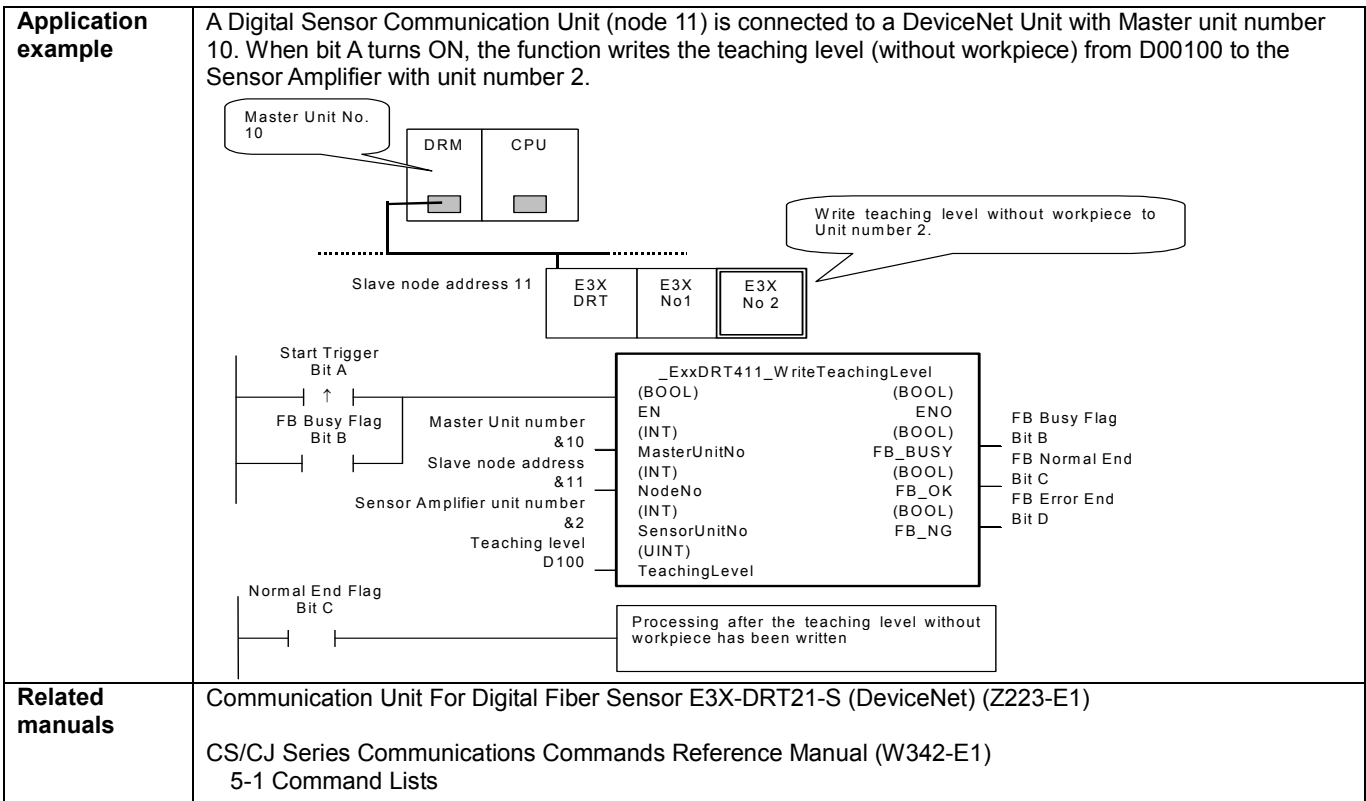 Application example
A Digital Sensor Communication Unit (node 11) is connected to a DeviceNet Unit with Master unit number
10. When bit A turns ON, the function writes the teaching level (without workpiece) from D00100 to the
Sensor Amplifier with unit number 2.
Master Unit No.
10
DRM
CPU
Write teaching level without workpiece to
Unit number 2.
Slave node address 11
E3X
DRT
E3X
No1
E3X
No 2
Start Trigger
Bit A
↑
FB Busy Flag
Bit B
Master Unit number
&10
Slave node address
&11
Sensor Amplifier unit number
&2
Teaching level
D100
_ExxDRT411_WriteTeachingLevel
(BOOL) (BOOL)
EN ENO
(INT) (BOOL)
MasterUnitNo FB_BUSY
(INT) (BOOL)
NodeNo FB_OK
(INT) (BOOL)
SensorUnitNo FB_NG
(UINT)
TeachingLevel
FB Busy Flag
Bit B
FB Normal End
Bit C
FB Error End
Bit D
Normal End Flag
Bit C
Processing after the teaching level without
workpiece has been written
Related manuals
Communication Unit For Digital Fiber Sensor E3X-DRT21-S (DeviceNet) (Z223-E1)
CS/CJ Series Communications Commands Reference Manual (W342-E1)
5-1 Command Lists